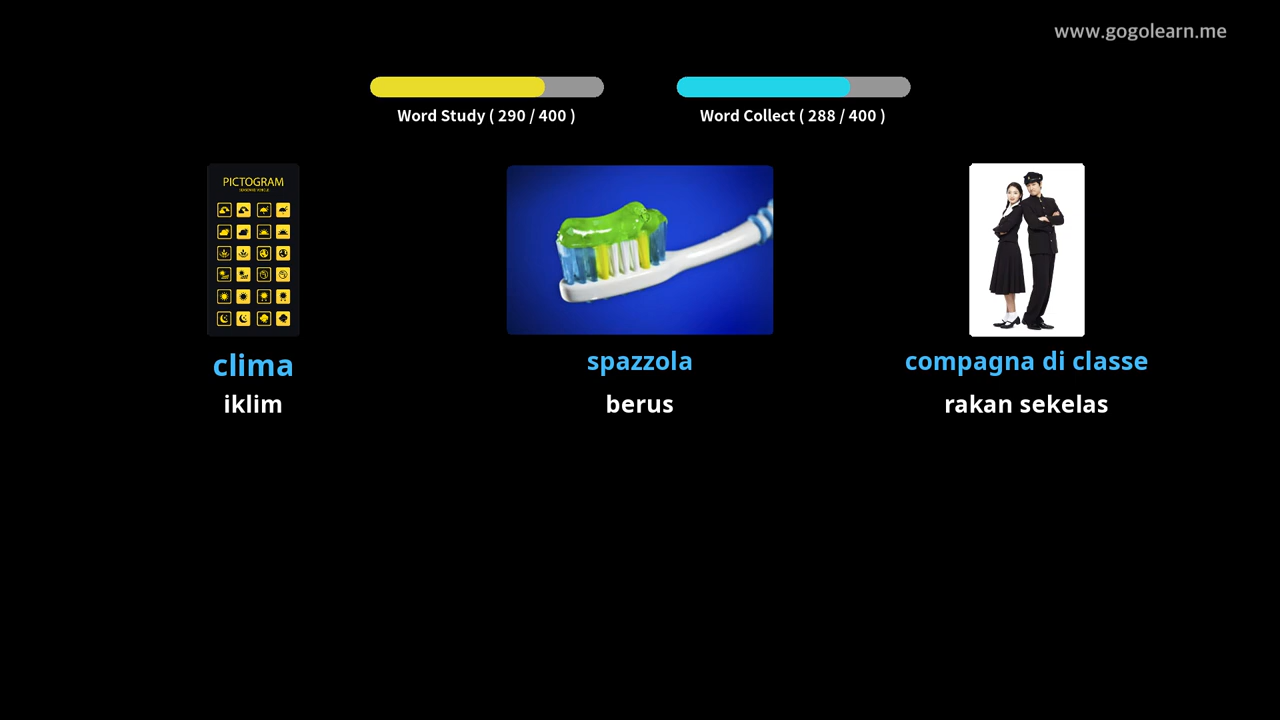 www.gogolearn.me
Word Study ( 290 / 400 )
Word Collect ( 288 / 400 )
PICTOGRAM
clima
spazzola
compagna di classe
iklim
berus
rakan sekelas